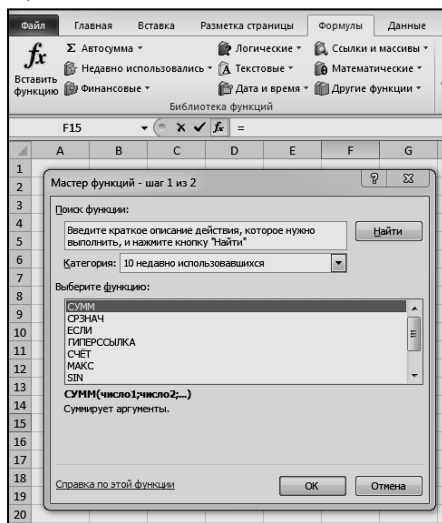 Файл Главная Вставка Разметка страницы Формулы Данные
fx Σ Автосумма Логические Ссылки и массивы
Вставить функцию Недавно использовались Текстовые Математические
Финансовые Дата и время Другие функции
Библиотека функций
F15 fx =
A B C D E F G
1
2
3
4
5
6
7
8
9
10
11
12
13
14
15
16
17
18
19
20
Мастер функций - шаг 1 из 2
Поиск функции:
Введите краткое описание действия, которое нужно
выполнить, и нажмите кнопку "Найти"
Найти
Категория: 10 недавно использовавшихся
Выберите функцию:
СУММ
СРЗНАЧ
ЕСЛИ
ГИПЕРССЫЛКА
СЧЁТ
МАКС
SIN
СУММ(число1;число2;...)
Суммирует аргументы.
Справка по этой функции ОК Отмена